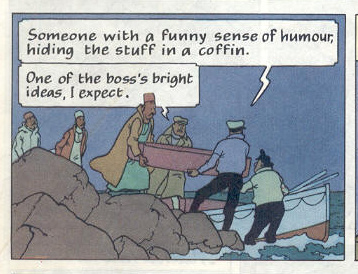 Someone with a funny sense of humour,
hiding the stuff in a coffin.
One of the boss's bright
ideas, I expect.